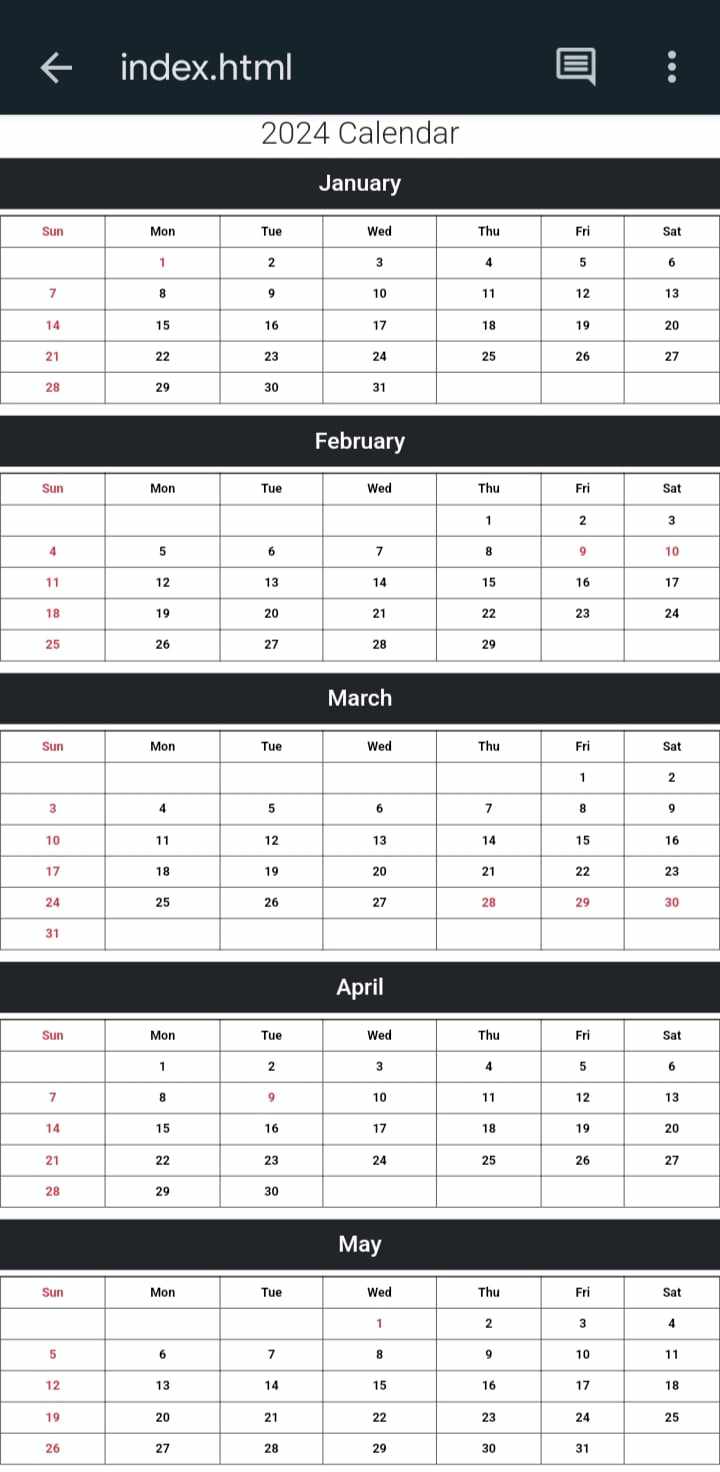 index.html
2024 Calendar
January
Sun Mon Tue Wed Thu Fri Sat
1 2 3 4 5 6
7 8 9 10 11 12 13
14 15 16 17 18 19 20
21 22 23 24 25 26 27
28 29 30 31
February
Sun Mon Tue Wed Thu Fri Sat
1 2 3
4 5 6 7 8 9 10
11 12 13 14 15 16 17
18 19 20 21 22 23 24
25 26 27 28 29
March
Sun Mon Tue Wed Thu Fri Sat
1 2
3 4 5 6 7 8 9
10 11 12 13 14 15 16
17 18 19 20 21 22 23
24 25 26 27 28 29 30
31
April
Sun Mon Tue Wed Thu Fri Sat
1 2 3 4 5 6
7 8 9 10 11 12 13
14 15 16 17 18 19 20
21 22 23 24 25 26 27
28 29 30
May
Sun Mon Tue Wed Thu Fri Sat
1 2 3 4
5 6 7 8 9 10 11
12 13 14 15 16 17 18
19 20 21 22 23 24 25
26 27 28 29 30 31